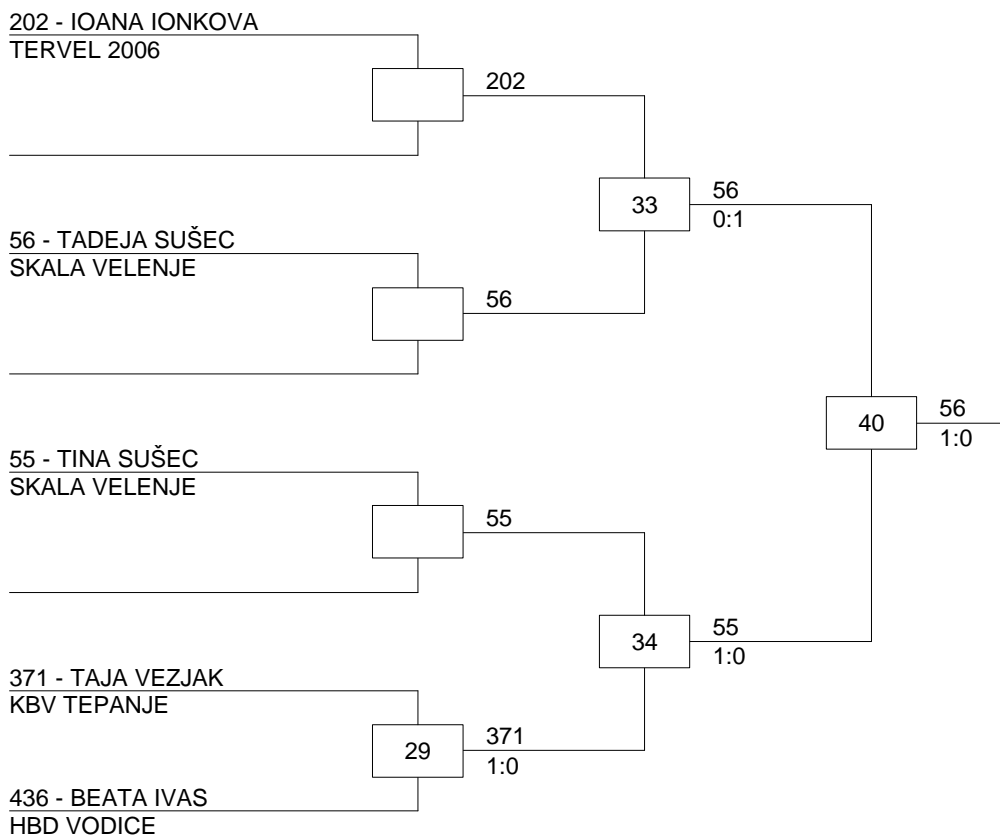 202 - IOANA IONKOVA
TERVEL 2006
202
33
56
0:1
56 - TADEJA SUŠEC
SKALA VELENJE
56
40
56
1:0
55 - TINA SUŠEC
SKALA VELENJE
55
34
55
1:0
371 - TAJA VEZJAK
KBV TEPANJE
29
371
1:0
436 - BEATA IVAS
HBD VODICE